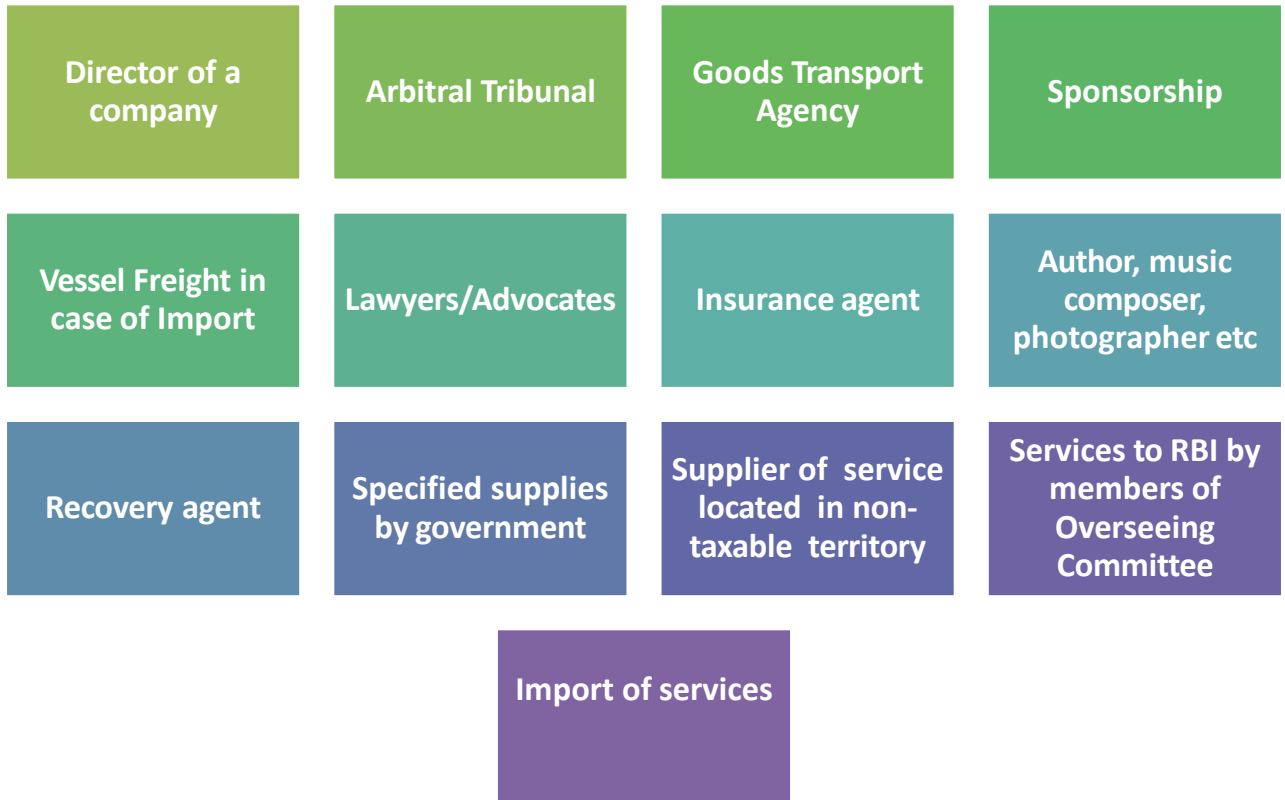 Director of a
company
Arbitral Tribunal
Goods Transport
Agency
Sponsorship
Vessel Freight in
case of Import
Lawyers/Advocates
Insurance agent
Author, music
composer,
photographer etc
Recovery agent
Specified supplies
by government
Supplier of service
located in non-
taxable territory
Services to RBI by
members of
Overseeing
Committee
Import of services